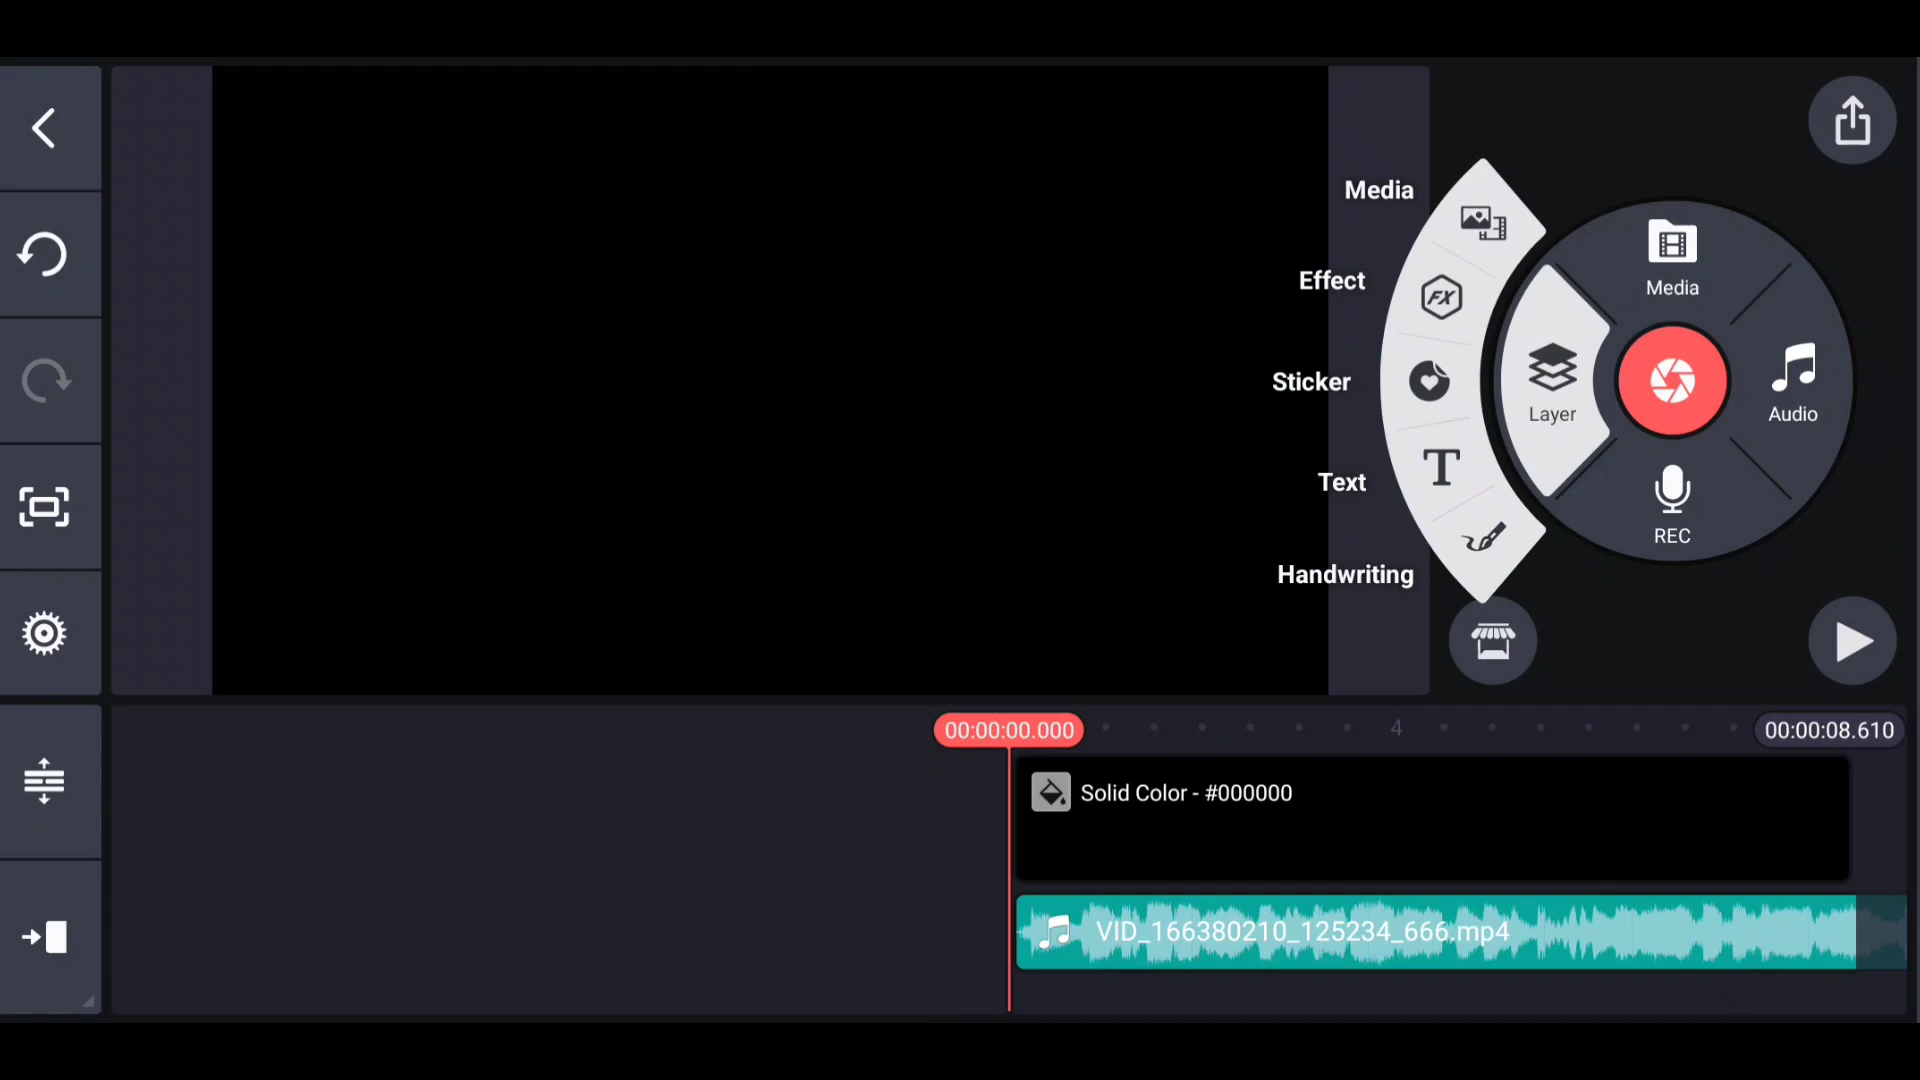 Media
Effect
Sticker
Text
Handwriting
Media
Layer
Audio
REC
00:00:00.000
4
00:00:08.610
Solid Color - #000000
VID_166380210_125234_666.mp4